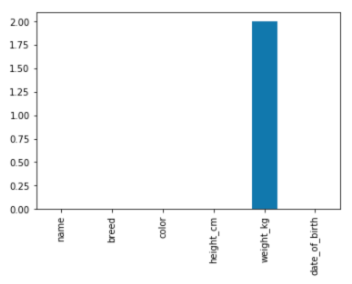 2.00
1.75
1.50
1.25
1.00
0.75
0.50
0.25
0.00
name
breed
color
height_cm
weight_kg
date_of_birth